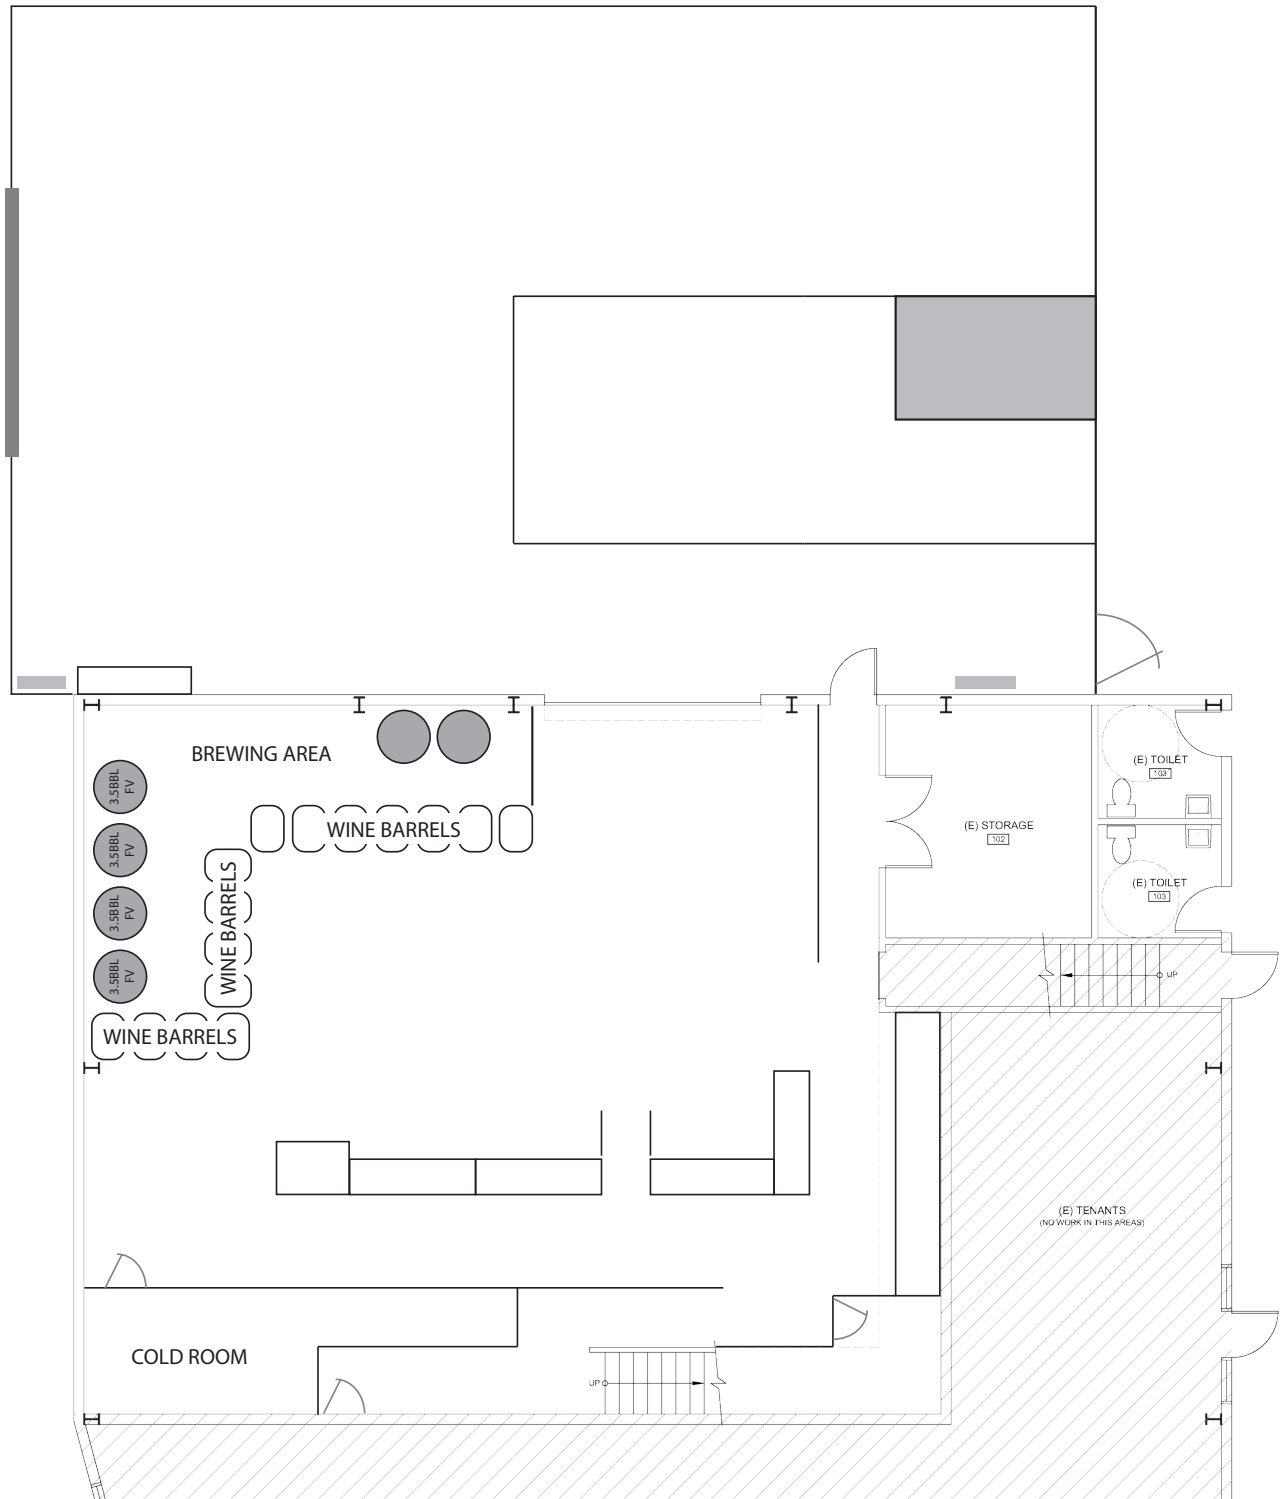 BREWING AREA
3.5BBL
FV
3.5BBL
FV
3.5BBL
FV
3.5BBL
FV
WINE BARRELS
WINE BARRELS
WINE BARRELS
(E) STORAGE
102
(E) TOILET
103
(E) TOILET
103
UP
(E) TENANTS
(NO WORK IN THIS AREAS)
COLD ROOM
UP